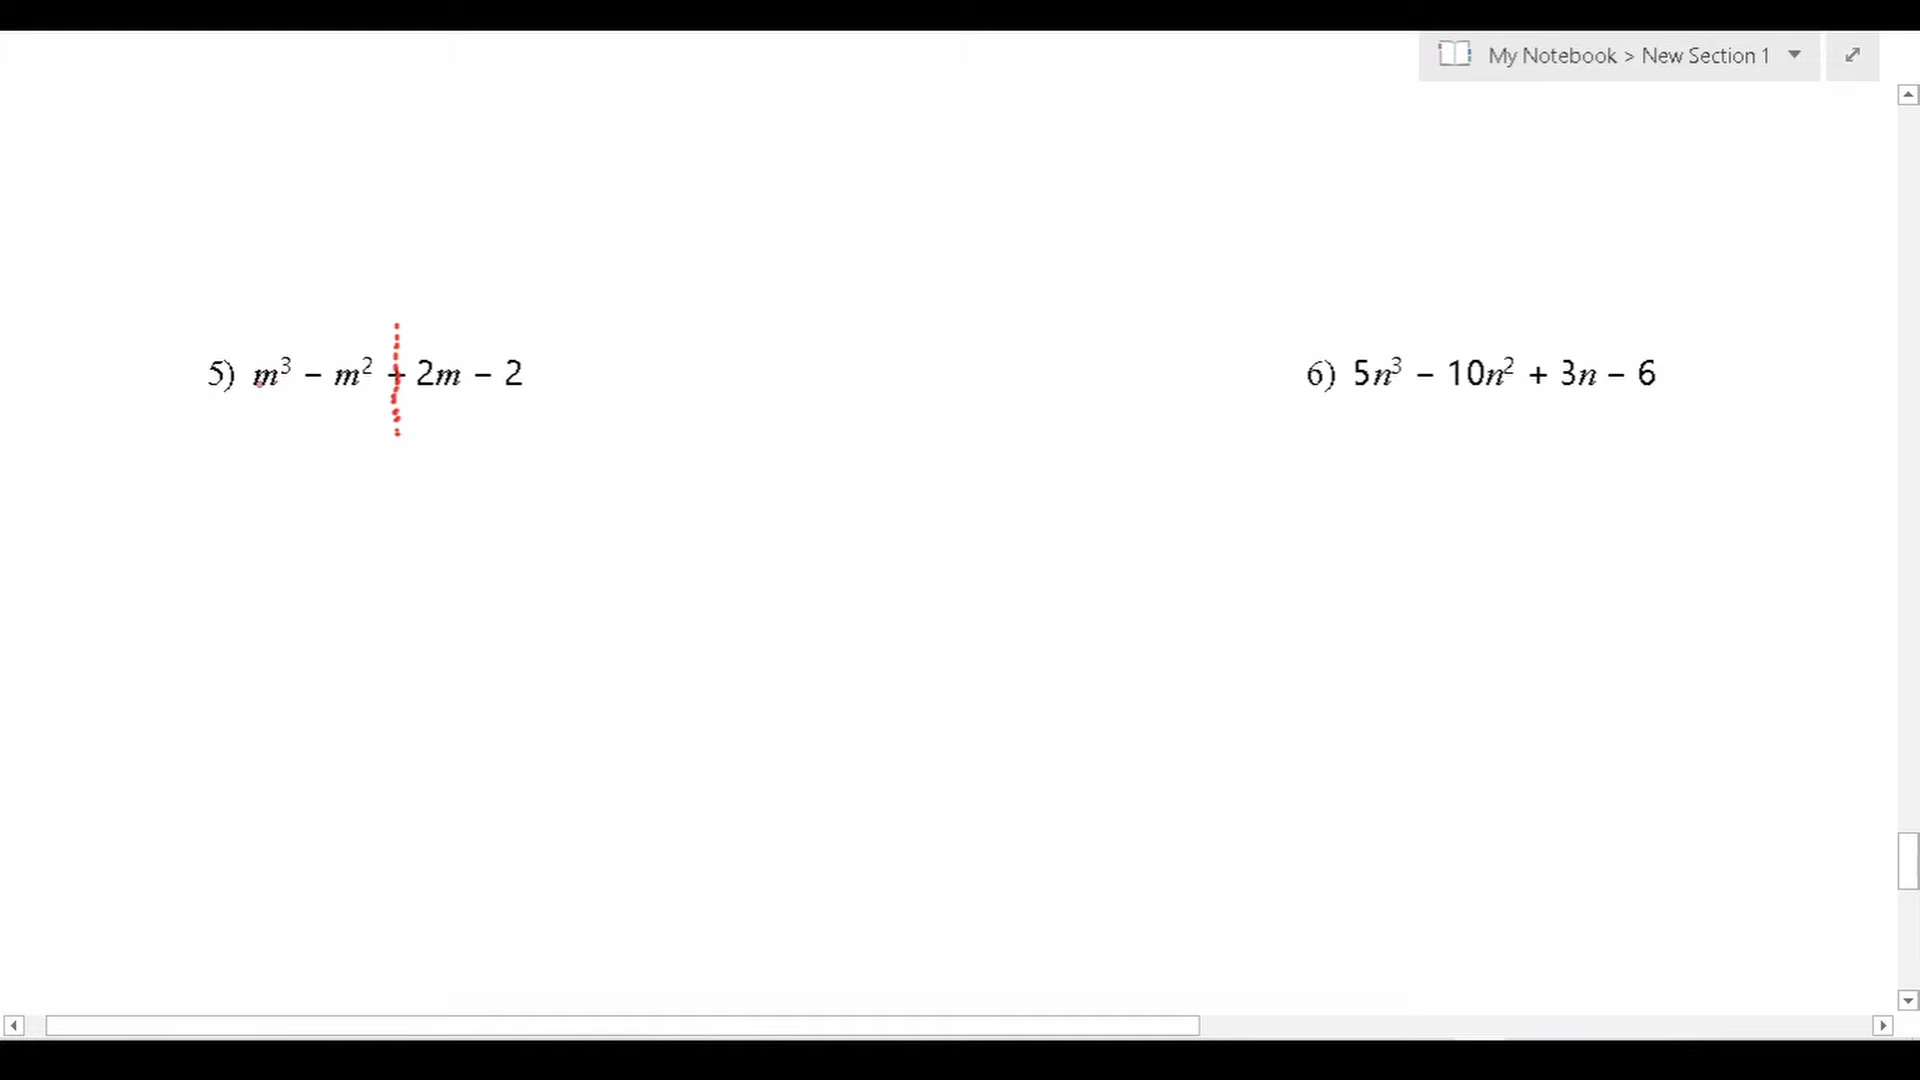 My Notebook > New Section 1
5) m³ − m² + 2m − 2
6) 5n³ − 10n² + 3n − 6